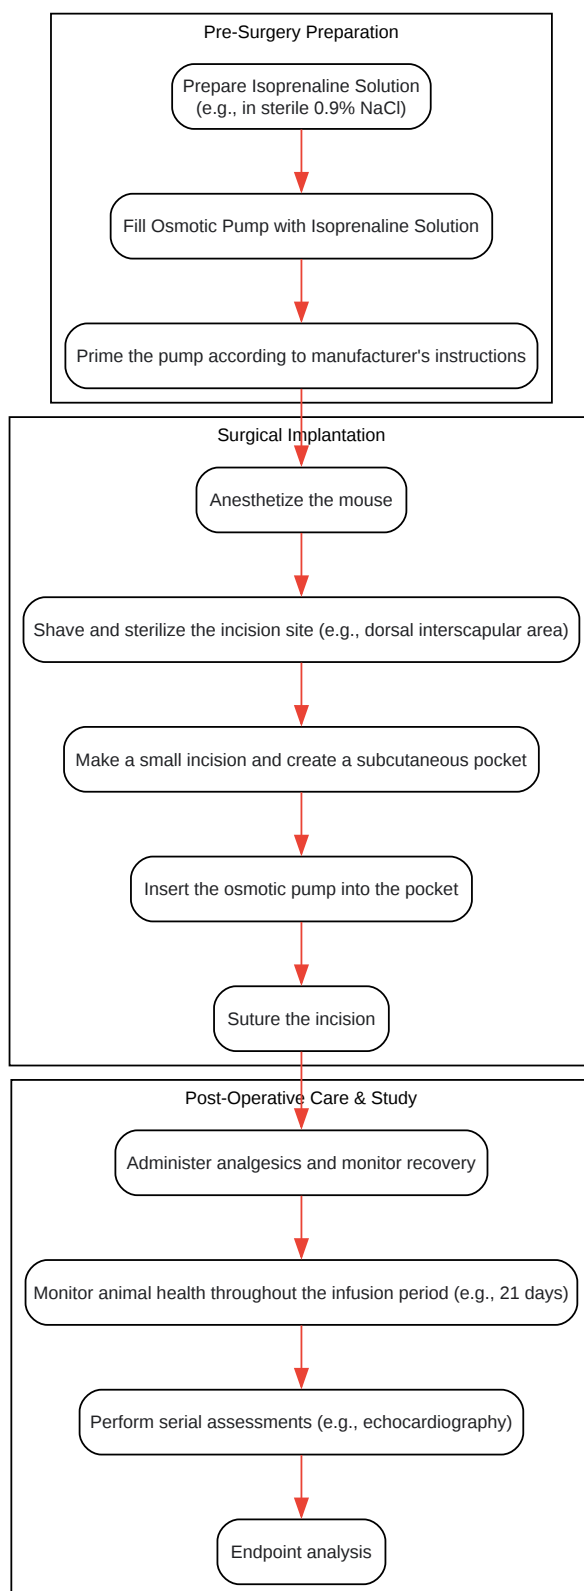 Pre-Surgery Preparation
Prepare Isoprenaline Solution
(e.g., in sterile 0.9% NaCl)
Fill Osmotic Pump with Isoprenaline Solution
Prime the pump according to manufacturer's instructions
Surgical Implantation
Anesthetize the mouse
Shave and sterilize the incision site (e.g., dorsal interscapular area)
Make a small incision and create a subcutaneous pocket
Insert the osmotic pump into the pocket
Suture the incision
Post-Operative Care & Study
Administer analgesics and monitor recovery
Monitor animal health throughout the infusion period (e.g., 21 days)
Perform serial assessments (e.g., echocardiography)
Endpoint analysis